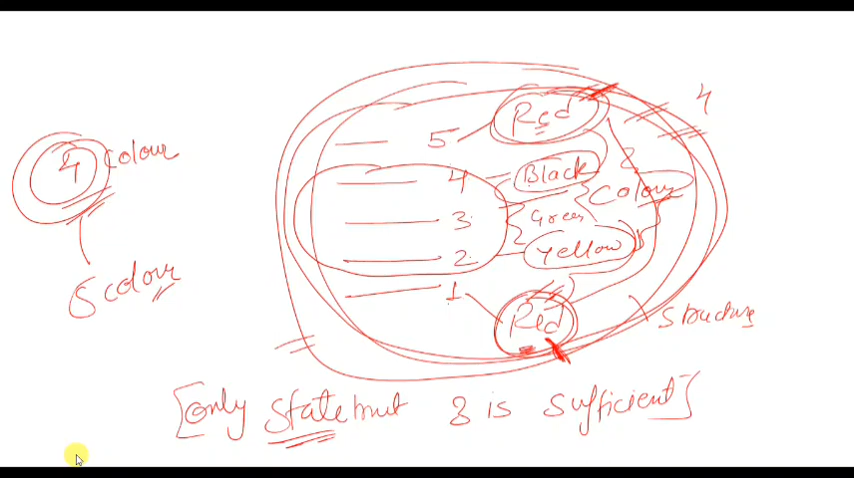 4 colour
5 colour
5 Red
4
4 Black
3 Green
colour
2 Yellow
1 Red
Structure
[only statement 3 is sufficient]